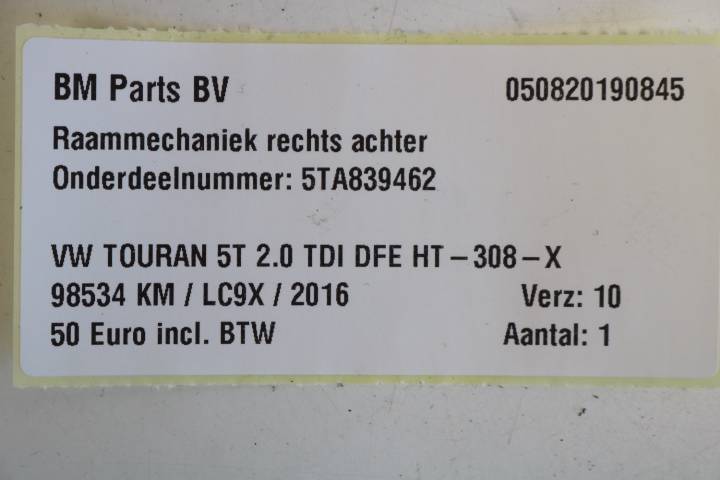 BM Parts BV 050820190845
Raammechaniek rechts achter
Onderdeelnummer: 5TA839462
VW TOURAN 5T 2.0 TDI DFE HT-308-X
98534 KM / LC9X / 2016 Verz: 10
50 Euro incl. BTW Aantal: 1